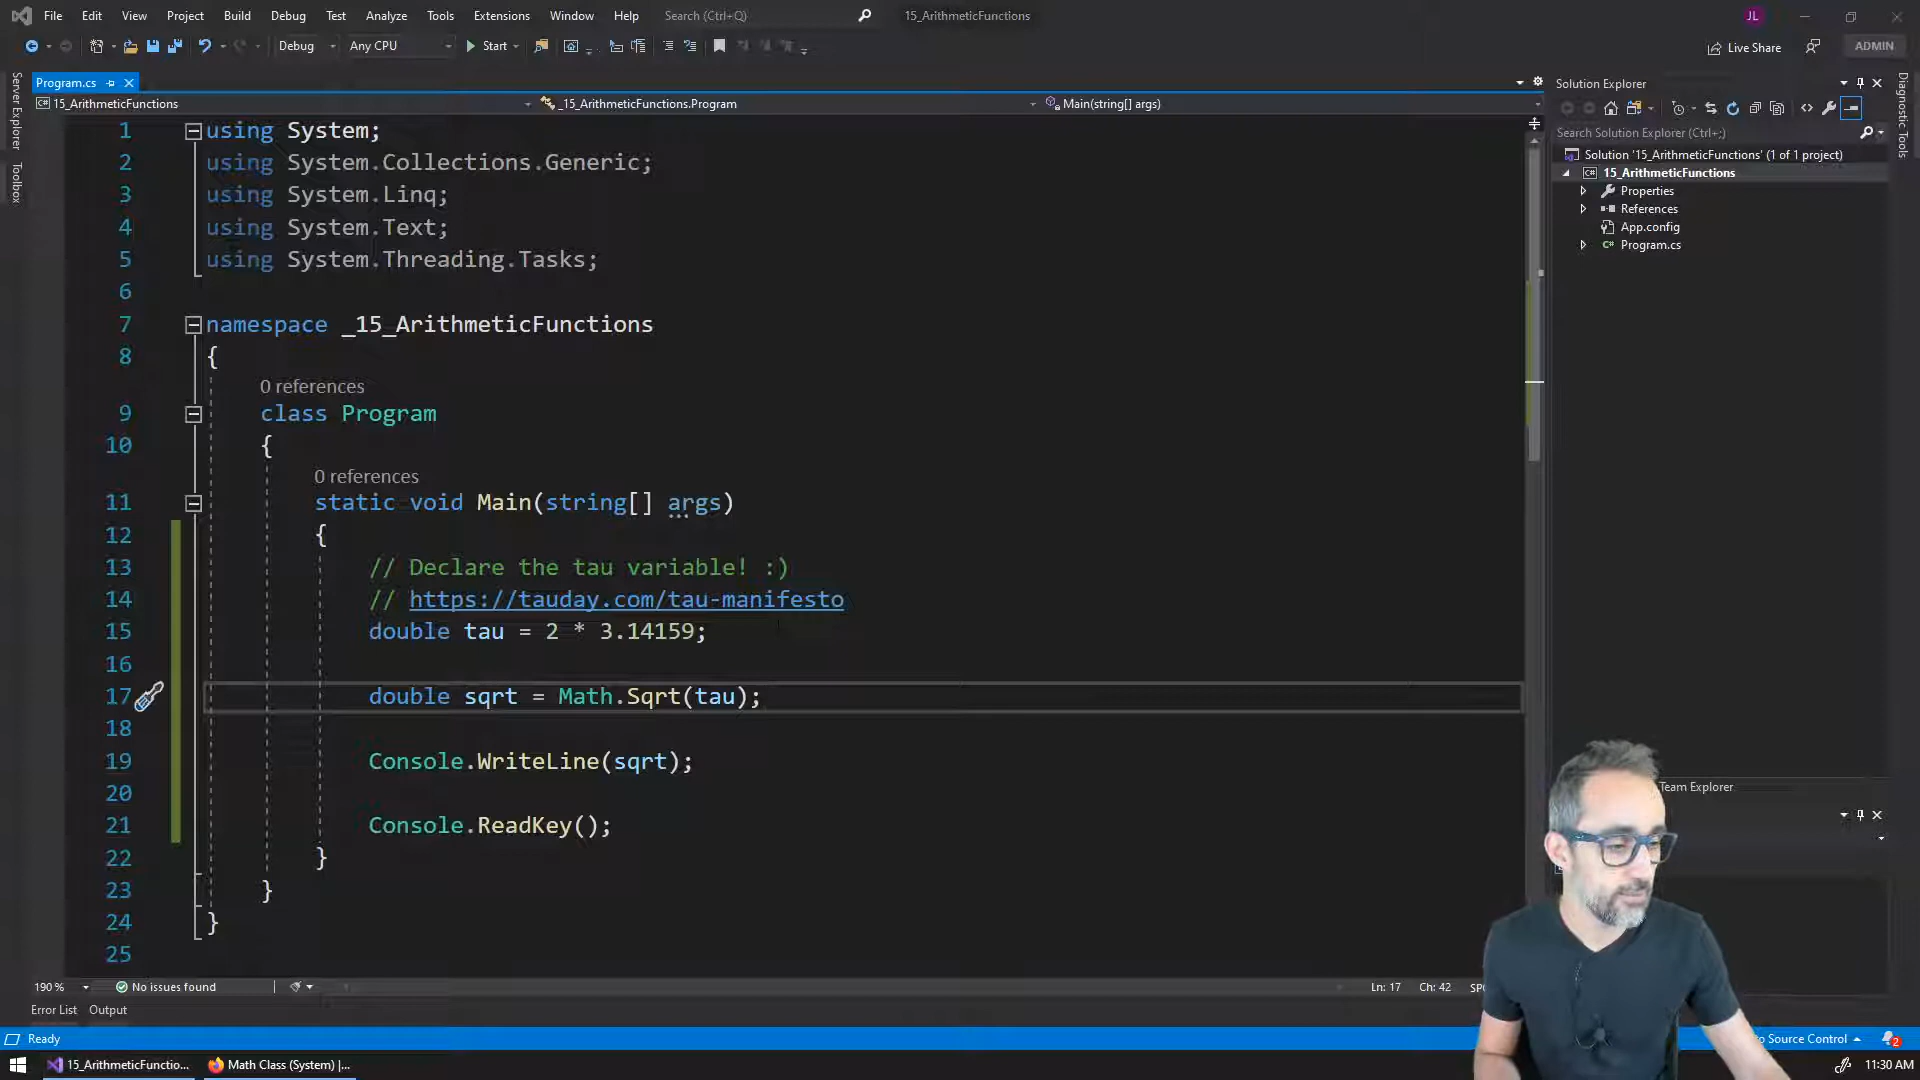 File Edit View Project Build Debug Test Analyze Tools Extensions Window Help Search (Ctrl+Q) 15_ArithmeticFunctions JL
Debug Any CPU Start Live Share ADMIN
Program.cs
15_ArithmeticFunctions _15_ArithmeticFunctions.Program Main(string[] args)
Server Explorer
Toolbox
1 using System;
2 using System.Collections.Generic;
3 using System.Linq;
4 using System.Text;
5 using System.Threading.Tasks;
6
7 namespace _15_ArithmeticFunctions
8 {
0 references
9 class Program
10 {
0 references
11 static void Main(string[] args)
12 {
13 // Declare the tau variable! :)
14 // https://tauday.com/tau-manifesto
15 double tau = 2 * 3.14159;
16
17 double sqrt = Math.Sqrt(tau);
18
19 Console.WriteLine(sqrt);
20
21 Console.ReadKey();
22 }
23 }
24 }
25
190 % No issues found Ln: 17 Ch: 42
Error List Output
Solution Explorer
Search Solution Explorer (Ctrl+;)
Solution '15_ArithmeticFunctions' (1 of 1 project)
15_ArithmeticFunctions
Properties
References
App.config
Program.cs
Team Explorer
Diagnostic Tools
Ready Source Control 2
15_ArithmeticFunctio... Math Class (System) |... 11:30 AM